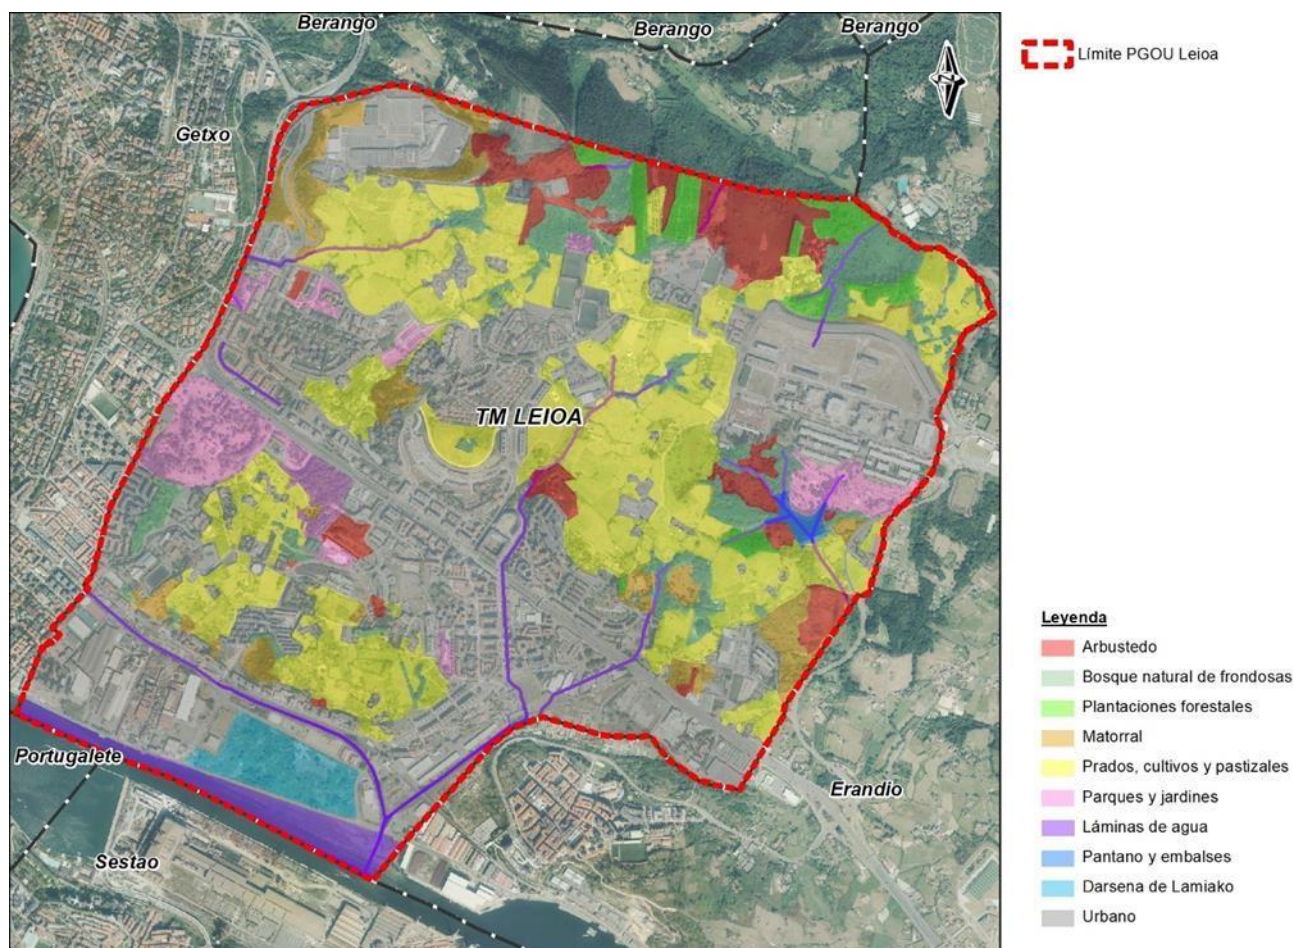 Berango
Berango
Berango
Límite PGOU Leioa
Getxo
TM LEIOA
Portugalete
Erandio
Sestao
Leyenda
Arbustedo
Bosque natural de frondosas
Plantaciones forestales
Matorral
Prados, cultivos y pastizales
Parques y jardines
Láminas de agua
Pantano y embalses
Darsena de Lamiako
Urbano